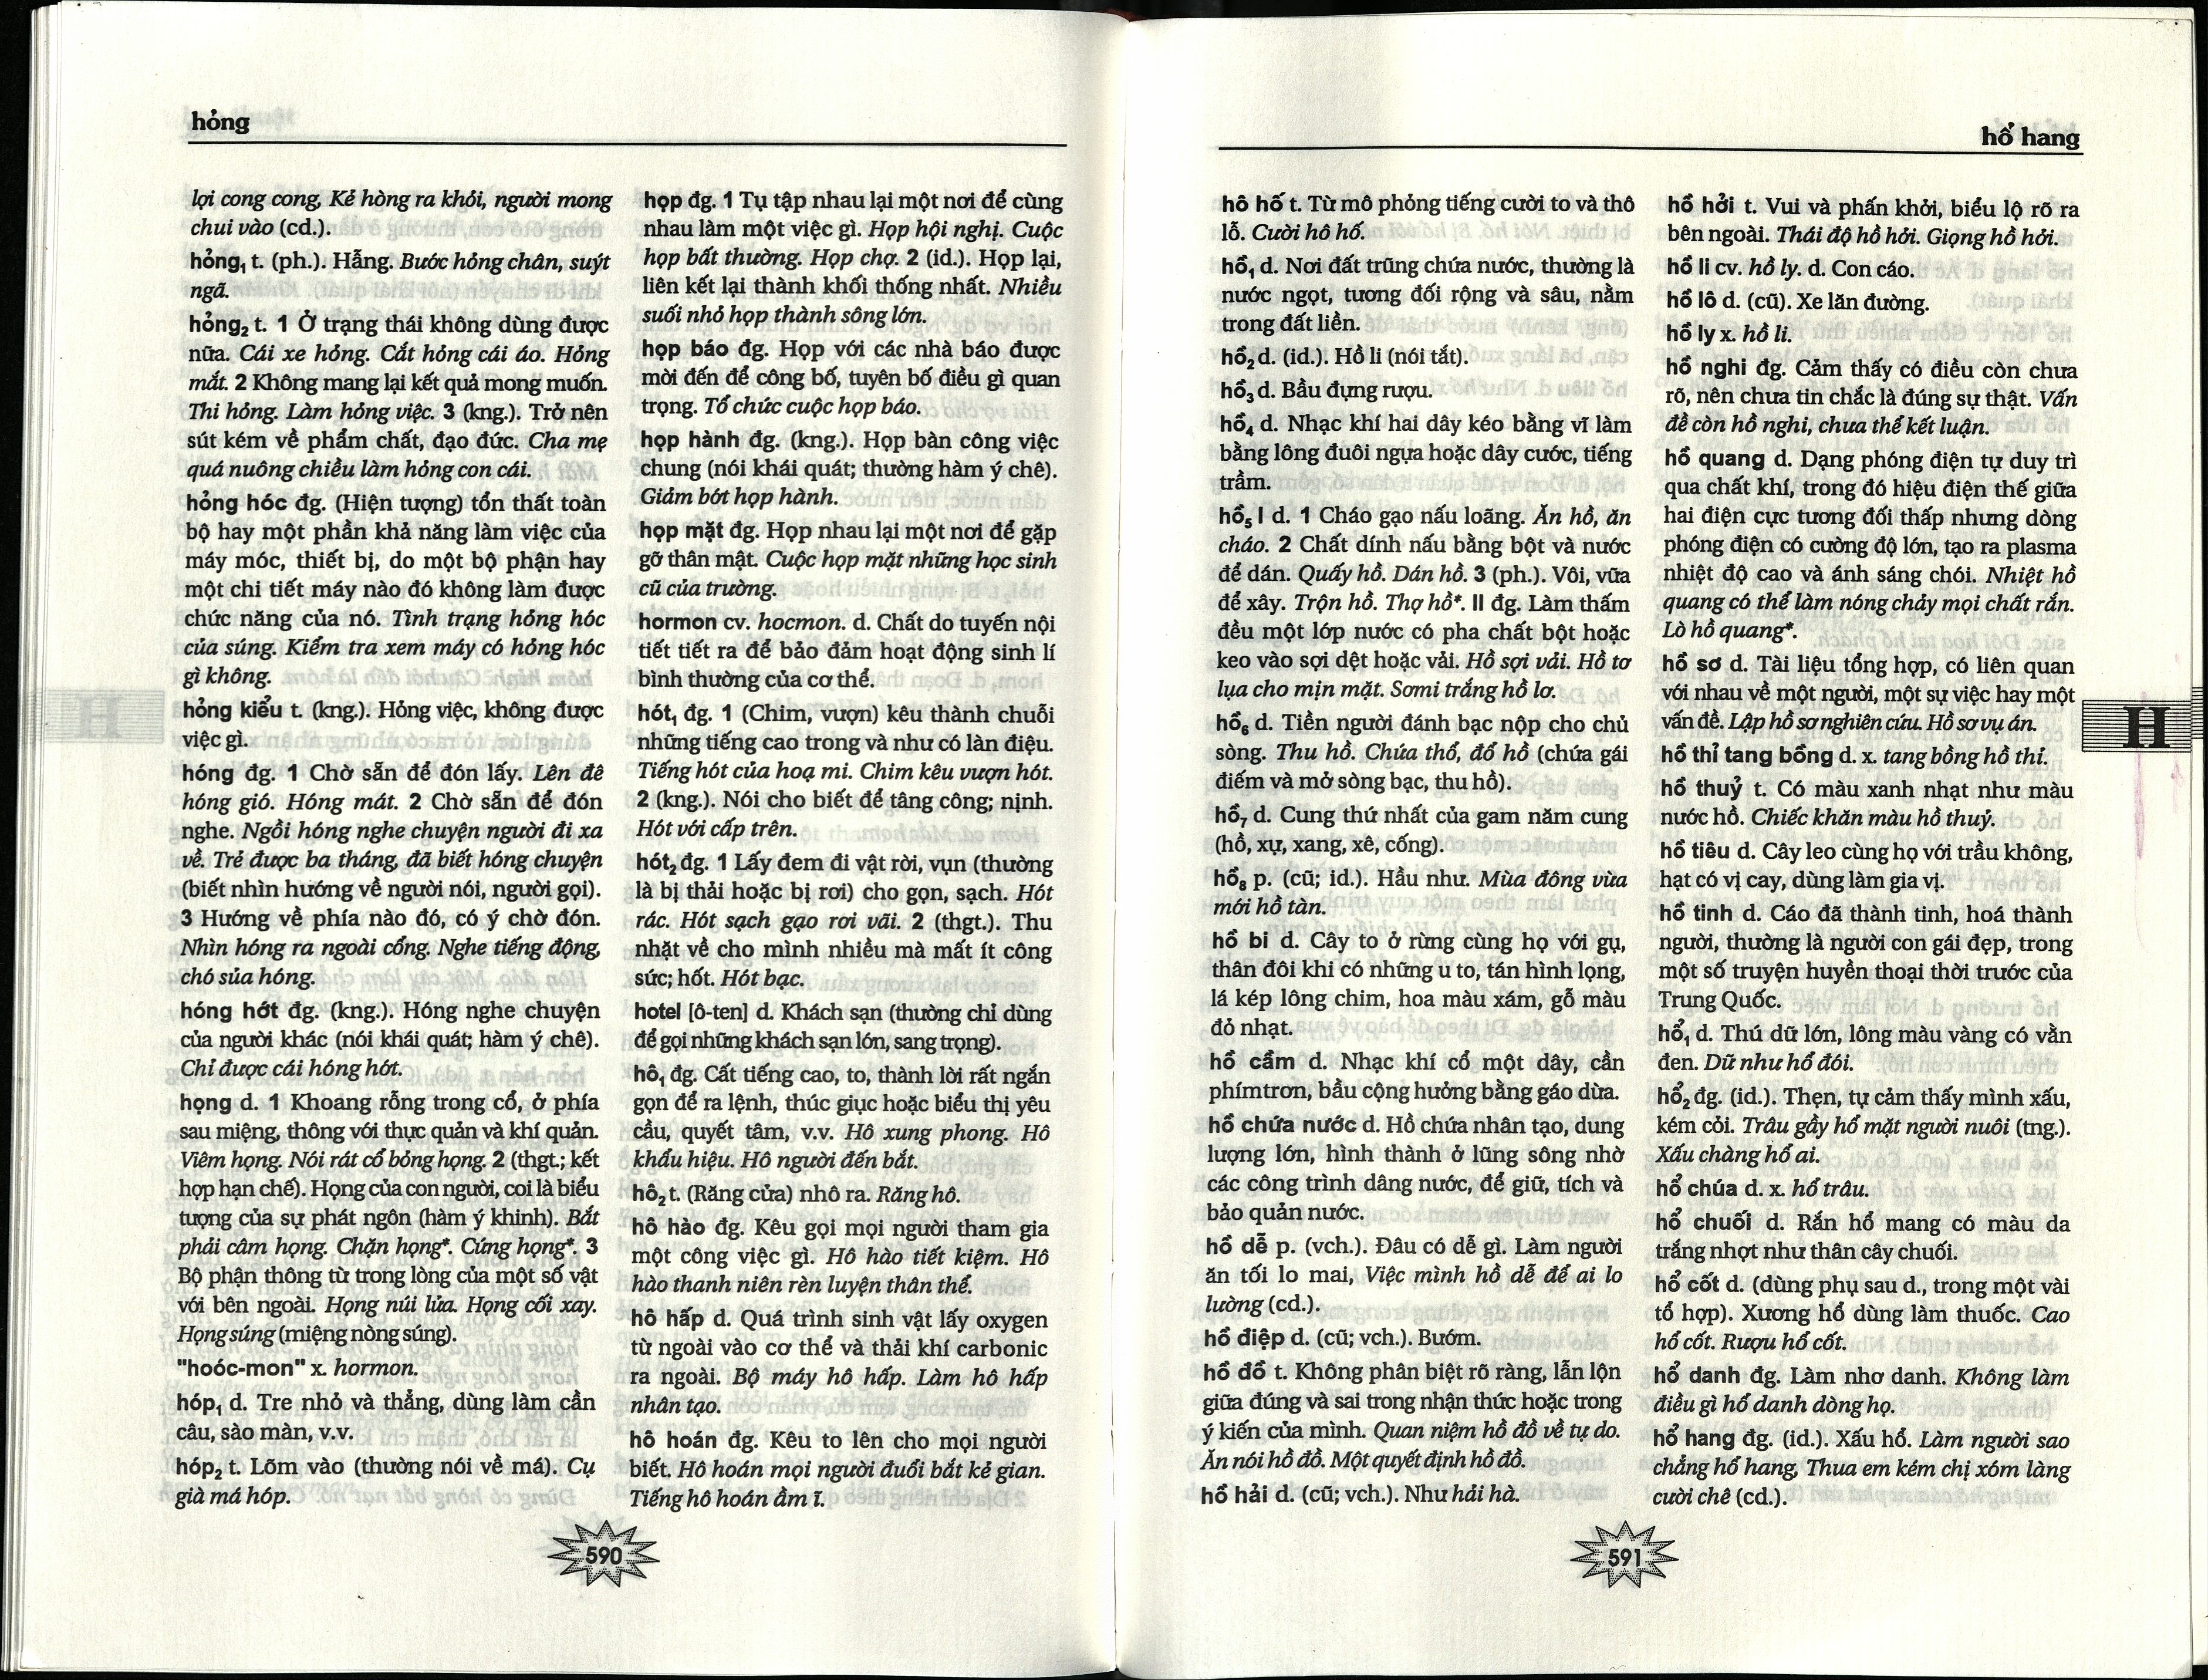 hỏng
lợi cong cong, Kẻ hòng ra khỏi, người mong
chui vào (cd.).
hỏng₁ t. (ph.). Hẫng. Bước hỏng chân, suýt
ngã.
hỏng₂ t. 1 Ở trạng thái không dùng được
nữa. Cái xe hỏng. Cắt hỏng cái áo. Hỏng
mắt. 2 Không mang lại kết quả mong muốn.
Thi hỏng. Làm hỏng việc. 3 (kng.). Trở nên
sút kém về phẩm chất, đạo đức. Cha mẹ
quá nuông chiều làm hỏng con cái.
hỏng hóc đg. (Hiện tượng) tổn thất toàn
bộ hay một phần khả năng làm việc của
máy móc, thiết bị, do một bộ phận hay
một chi tiết máy nào đó không làm được
chức năng của nó. Tình trạng hỏng hóc
của súng. Kiểm tra xem máy có hỏng hóc
gì không.
hỏng kiểu t. (kng.). Hỏng việc, không được
việc gì.
hóng đg. 1 Chờ sẵn để đón lấy. Lên đê
hóng gió. Hóng mát. 2 Chờ sẵn để đón
nghe. Ngồi hóng nghe chuyện người đi xa
về. Trẻ được ba tháng, đã biết hóng chuyện
(biết nhìn hướng về người nói, người gọi).
3 Hướng về phía nào đó, có ý chờ đón.
Nhìn hóng ra ngoài cổng. Nghe tiếng động,
chó sủa hóng.
hóng hớt đg. (kng.). Hóng nghe chuyện
của người khác (nói khái quát; hàm ý chê).
Chỉ được cái hóng hớt.
họng d. 1 Khoang rỗng trong cổ, ở phía
sau miệng, thông với thực quản và khí quản.
Viêm họng. Nói rát cổ bỏng họng. 2 (thgt.; kết
hợp hạn chế). Họng của con người, coi là biểu
tượng của sự phát ngôn (hàm ý khinh). Bắt
phải câm họng. Chặn họng*. Cứng họng*. 3
Bộ phận thông từ trong lòng của một số vật
với bên ngoài. Họng núi lửa. Họng cối xay.
Họng súng (miệng nòng súng).
"hoóc-mon" x. hormon.
hóp₁ d. Tre nhỏ và thẳng, dùng làm cần
câu, sào màn, v.v.
hóp₂ t. Lõm vào (thường nói về má). Cụ
già má hóp.
họp đg. 1 Tụ tập nhau lại một nơi để cùng
nhau làm một việc gì. Họp hội nghị. Cuộc
họp bất thường. Họp chợ. 2 (id.). Họp lại,
liên kết lại thành khối thống nhất. Nhiều
suối nhỏ họp thành sông lớn.
họp báo đg. Họp với các nhà báo được
mời đến để công bố, tuyên bố điều gì quan
trọng. Tổ chức cuộc họp báo.
họp hành đg. (kng.). Họp bàn công việc
chung (nói khái quát; thường hàm ý chê).
Giảm bớt họp hành.
họp mặt đg. Họp nhau lại một nơi để gặp
gỡ thân mật. Cuộc họp mặt những học sinh
cũ của trường.
hormon cv. hocmon. d. Chất do tuyến nội
tiết tiết ra để bảo đảm hoạt động sinh lí
bình thường của cơ thể.
hót₁ đg. 1 (Chim, vượn) kêu thành chuỗi
những tiếng cao trong và như có làn điệu.
Tiếng hót của hoạ mi. Chim kêu vượn hót.
2 (kng.). Nói cho biết để tâng công; nịnh.
Hót với cấp trên.
hót₂ đg. 1 Lấy đem đi vật rời, vụn (thường
là bị thải hoặc bị rơi) cho gọn, sạch. Hót
rác. Hót sạch gạo rơi vãi. 2 (thgt.). Thu
nhặt về cho mình nhiều mà mất ít công
sức; hốt. Hót bạc.
hotel [ô-ten] d. Khách sạn (thường chỉ dùng
để gọi những khách sạn lớn, sang trọng).
hô₁ đg. Cất tiếng cao, to, thành lời rất ngắn
gọn để ra lệnh, thúc giục hoặc biểu thị yêu
cầu, quyết tâm, v.v. Hô xung phong. Hô
khẩu hiệu. Hô người đến bắt.
hô₂ t. (Răng cửa) nhô ra. Răng hô.
hô hào đg. Kêu gọi mọi người tham gia
một công việc gì. Hô hào tiết kiệm. Hô
hào thanh niên rèn luyện thân thể.
hô hấp d. Quá trình sinh vật lấy oxygen
từ ngoài vào cơ thể và thải khí carbonic
ra ngoài. Bộ máy hô hấp. Làm hô hấp
nhân tạo.
hô hoán đg. Kêu to lên cho mọi người
biết. Hô hoán mọi người đuổi bắt kẻ gian.
Tiếng hô hoán ầm ĩ.
590
hổ hang
hô hố t. Từ mô phỏng tiếng cười to và thô
lỗ. Cười hô hố.
hồ₁ d. Nơi đất trũng chứa nước, thường là
nước ngọt, tương đối rộng và sâu, nằm
trong đất liền.
hồ₂ d. (id.). Hồ li (nói tắt).
hồ₃ d. Bầu đựng rượu.
hồ₄ d. Nhạc khí hai dây kéo bằng vĩ làm
bằng lông đuôi ngựa hoặc dây cước, tiếng
trầm.
hồ₅ I d. 1 Cháo gạo nấu loãng. Ăn hồ, ăn
cháo. 2 Chất dính nấu bằng bột và nước
để dán. Quấy hồ. Dán hồ. 3 (ph.). Vôi, vữa
để xây. Trộn hồ. Thợ hồ*. II đg. Làm thấm
đều một lớp nước có pha chất bột hoặc
keo vào sợi dệt hoặc vải. Hồ sợi vải. Hồ tơ
lụa cho mịn mặt. Sơmi trắng hồ lơ.
hồ₆ d. Tiền người đánh bạc nộp cho chủ
sòng. Thu hồ. Chứa thổ, đổ hồ (chứa gái
điếm và mở sòng bạc, thu hồ).
hồ₇ d. Cung thứ nhất của gam năm cung
(hồ, xự, xang, xê, cống).
hồ₈ p. (cũ; id.). Hầu như. Mùa đông vừa
mới hồ tàn.
hồ bi d. Cây to ở rừng cùng họ với gụ,
thân đôi khi có những u to, tán hình lọng,
lá kép lông chim, hoa màu xám, gỗ màu
đỏ nhạt.
hồ cầm d. Nhạc khí cổ một dây, cần
phímtrơn, bầu cộng hưởng bằng gáo dừa.
hồ chứa nước d. Hồ chứa nhân tạo, dung
lượng lớn, hình thành ở lũng sông nhờ
các công trình dâng nước, để giữ, tích và
bảo quản nước.
hồ dễ p. (vch.). Đâu có dễ gì. Làm người
ăn tối lo mai, Việc mình hồ dễ để ai lo
lường (cd.).
hồ điệp d. (cũ; vch.). Bướm.
hồ đồ t. Không phân biệt rõ ràng, lẫn lộn
giữa đúng và sai trong nhận thức hoặc trong
ý kiến của mình. Quan niệm hồ đồ về tự do.
Ăn nói hồ đồ. Một quyết định hồ đồ.
hồ hải d. (cũ; vch.). Như hải hà.
hồ hởi t. Vui và phấn khởi, biểu lộ rõ ra
bên ngoài. Thái độ hồ hởi. Giọng hồ hởi.
hồ li cv. hồ ly. d. Con cáo.
hồ lô d. (cũ). Xe lăn đường.
hồ ly x. hồ li.
hồ nghi đg. Cảm thấy có điều còn chưa
rõ, nên chưa tin chắc là đúng sự thật. Vấn
đề còn hồ nghi, chưa thể kết luận.
hồ quang d. Dạng phóng điện tự duy trì
qua chất khí, trong đó hiệu điện thế giữa
hai điện cực tương đối thấp nhưng dòng
phóng điện có cường độ lớn, tạo ra plasma
nhiệt độ cao và ánh sáng chói. Nhiệt hồ
quang có thể làm nóng chảy mọi chất rắn.
Lò hồ quang*.
hồ sơ d. Tài liệu tổng hợp, có liên quan
với nhau về một người, một sự việc hay một
vấn đề. Lập hồ sơ nghiên cứu. Hồ sơ vụ án.
hồ thỉ tang bồng d. x. tang bồng hồ thỉ.
hồ thuỷ t. Có màu xanh nhạt như màu
nước hồ. Chiếc khăn màu hồ thuỷ.
hồ tiêu d. Cây leo cùng họ với trầu không,
hạt có vị cay, dùng làm gia vị.
hồ tinh d. Cáo đã thành tinh, hoá thành
người, thường là người con gái đẹp, trong
một số truyện huyền thoại thời trước của
Trung Quốc.
hổ₁ d. Thú dữ lớn, lông màu vàng có vằn
đen. Dữ như hổ đói.
hổ₂ đg. (id.). Thẹn, tự cảm thấy mình xấu,
kém cỏi. Trâu gầy hổ mặt người nuôi (tng.).
Xấu chàng hổ ai.
hổ chúa d. x. hổ trâu.
hổ chuối d. Rắn hổ mang có màu da
trắng nhợt như thân cây chuối.
hổ cốt d. (dùng phụ sau d., trong một vài
tổ hợp). Xương hổ dùng làm thuốc. Cao
hổ cốt. Rượu hổ cốt.
hổ danh đg. Làm nhơ danh. Không làm
điều gì hổ danh dòng họ.
hổ hang đg. (id.). Xấu hổ. Làm người sao
chẳng hổ hang, Thua em kém chị xóm làng
cười chê (cd.).
H
591